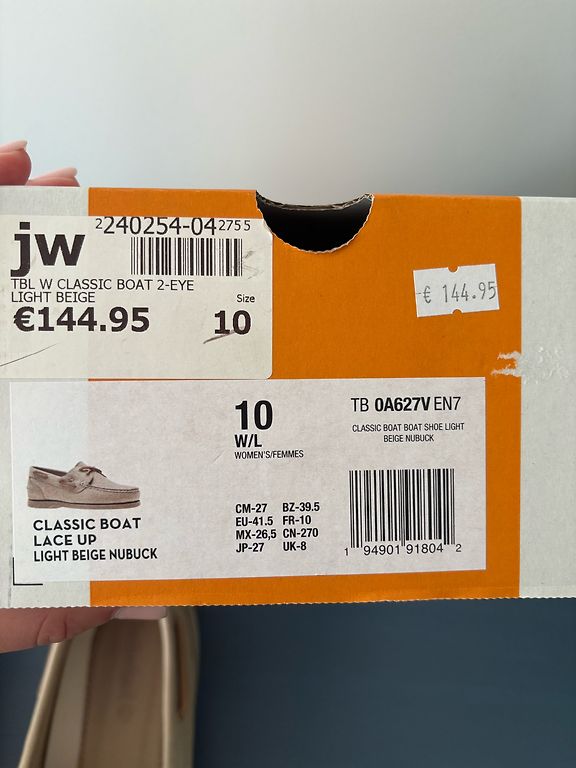 jw
2240254-042755
TBL W CLASSIC BOAT 2-EYE
LIGHT BEIGE
Size
€144.95
10
€ 144.95
10
W/L
WOMEN'S/FEMMES
TB 0A627V EN7
CLASSIC BOAT BOAT SHOE LIGHT
BEIGE NUBUCK
CLASSIC BOAT
LACE UP
LIGHT BEIGE NUBUCK
CM-27 BZ-39.5
EU-41.5 FR-10
MX-26,5 CN-270
JP-27 UK-8
1 94901 91804 2